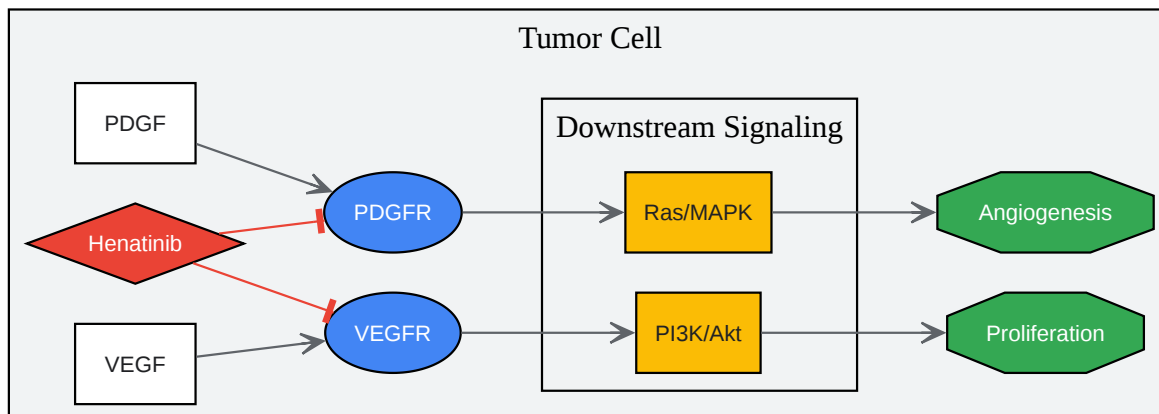 Tumor Cell
PDGF
Downstream Signaling
PDGFR
Ras/MAPK
Angiogenesis
Henatinib
VEGFR
PI3K/Akt
Proliferation
VEGF